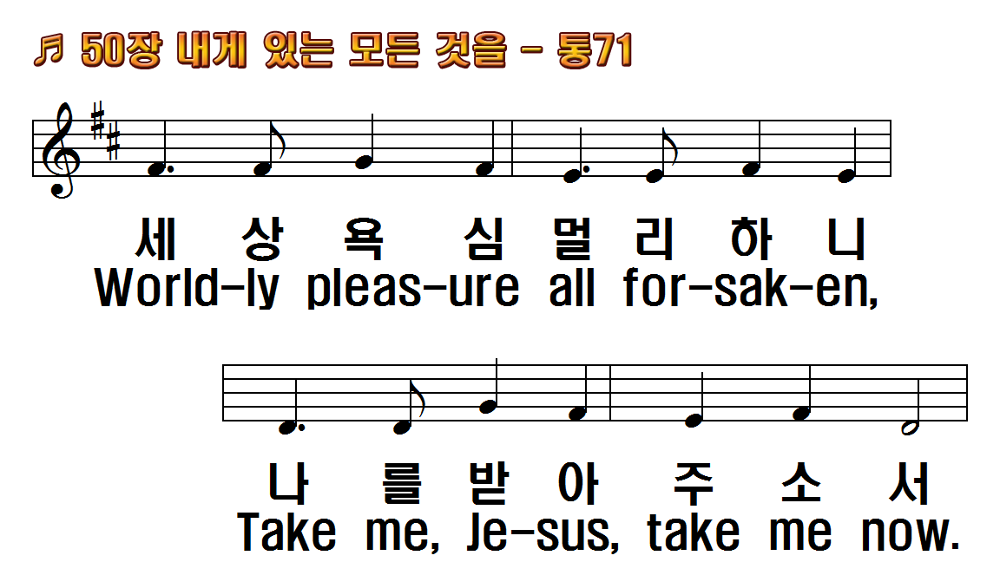 ♬ 50장 내게 있는 모든 것을 - 통71
세 상 욕 심 멀 리 하 니
World-ly pleas-ure all for-sak-en,
나 를 받 아 주 소 서
Take me, Je-sus, take me now.